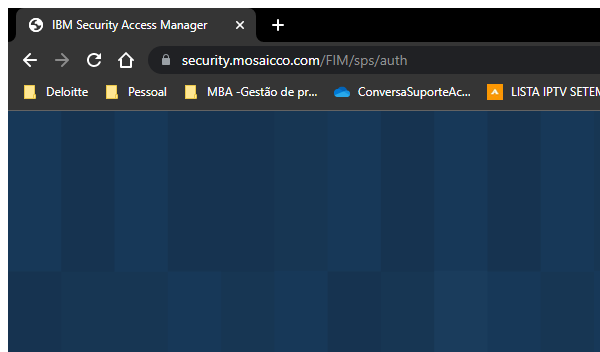 IBM Security Access Manager
security.mosaicco.com/FIM/sps/auth
Deloitte Pessoal MBA -Gestão de pr... ConversaSuporteAc... LISTA IPTV SETEM